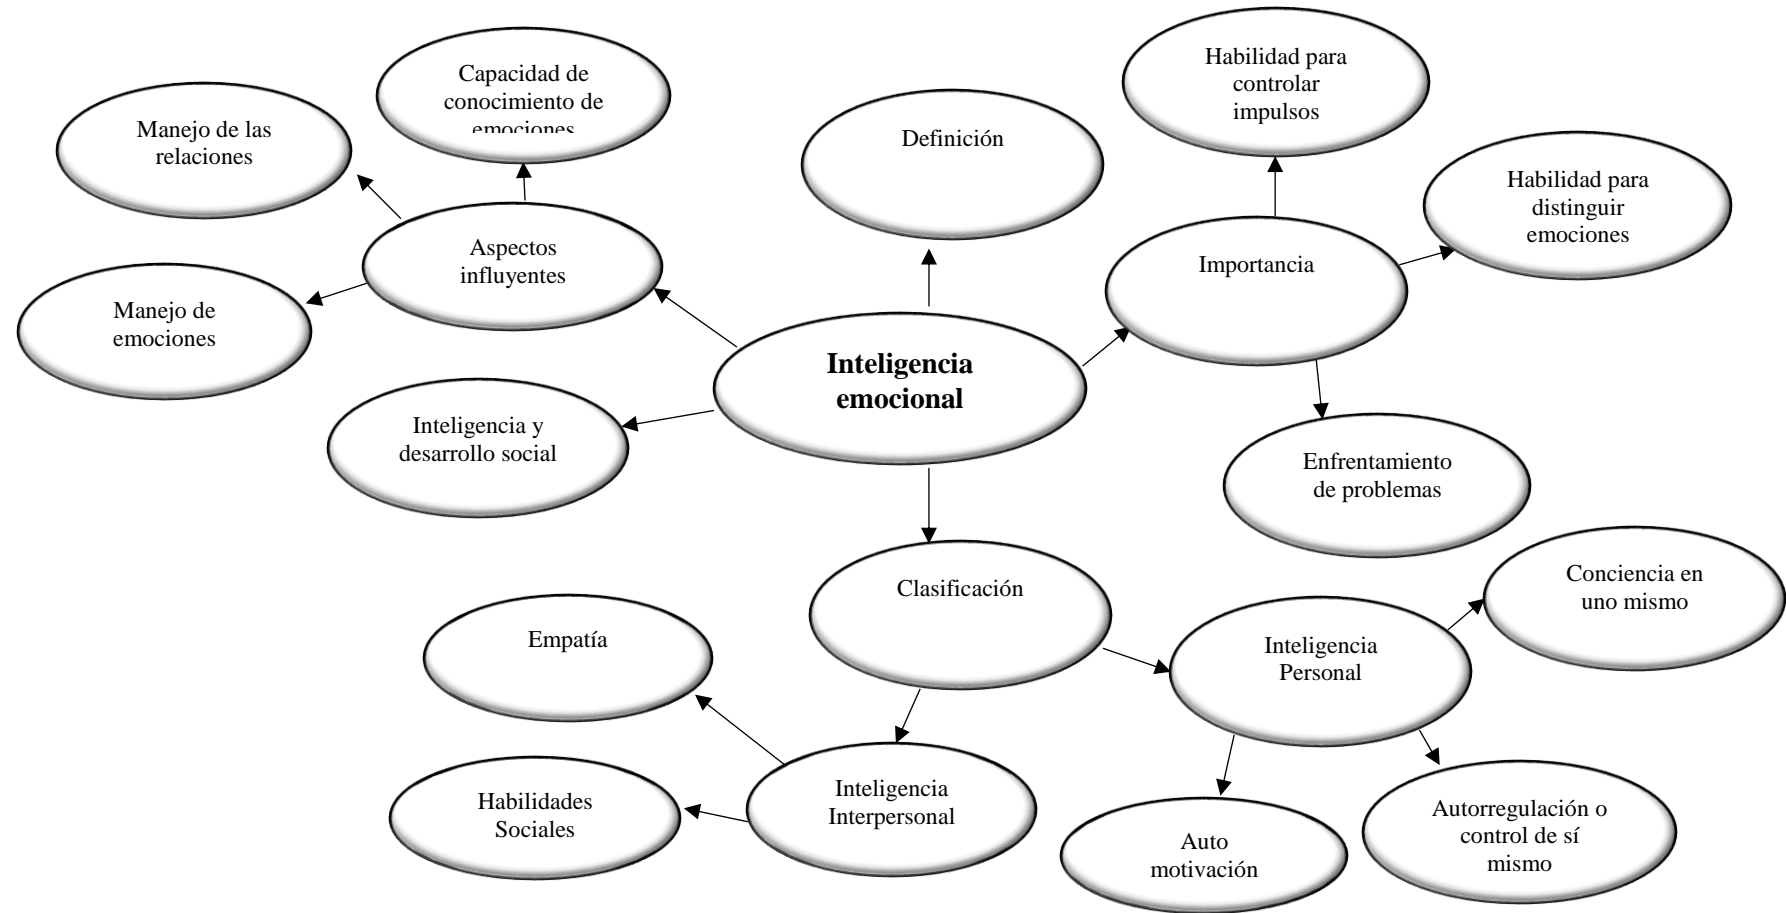 Habilidad para
controlar
impulsos
Capacidad de
conocimiento de
emociones
Manejo de las
relaciones
Definición
Habilidad para
distinguir
emociones
Aspectos
influyentes
Importancia
Manejo de
emociones
Inteligencia
emocional
Inteligencia y
desarrollo social
Enfrentamiento
de problemas
Clasificación
Conciencia en
uno mismo
Empatía
Inteligencia
Personal
Inteligencia
Interpersonal
Habilidades
Sociales
Auto
motivación
Autorregulación o
control de sí
mismo